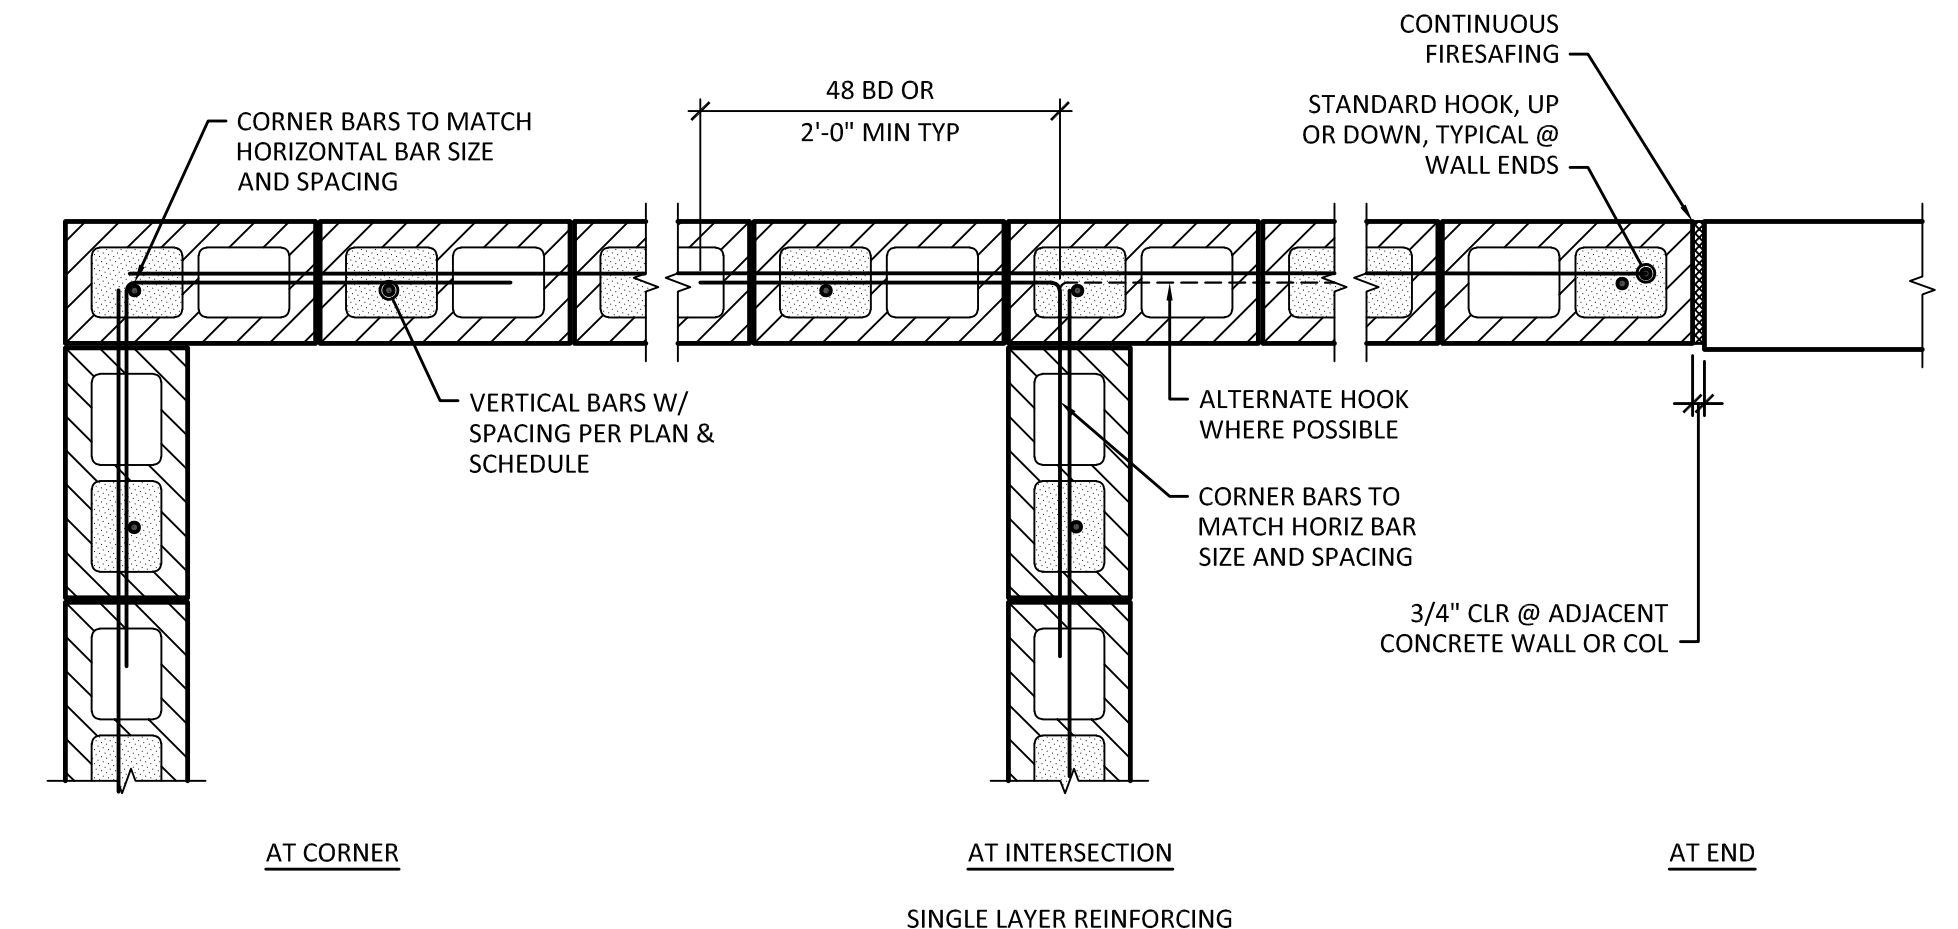 CONTINUOUS
FIRESAFING
48 BD OR
2'-0" MIN TYP
STANDARD HOOK, UP
OR DOWN, TYPICAL @
WALL ENDS
CORNER BARS TO MATCH
HORIZONTAL BAR SIZE
AND SPACING
VERTICAL BARS W/
SPACING PER PLAN &
SCHEDULE
ALTERNATE HOOK
WHERE POSSIBLE
CORNER BARS TO
MATCH HORIZ BAR
SIZE AND SPACING
3/4" CLR @ ADJACENT
CONCRETE WALL OR COL
AT CORNER
AT INTERSECTION
AT END
SINGLE LAYER REINFORCING